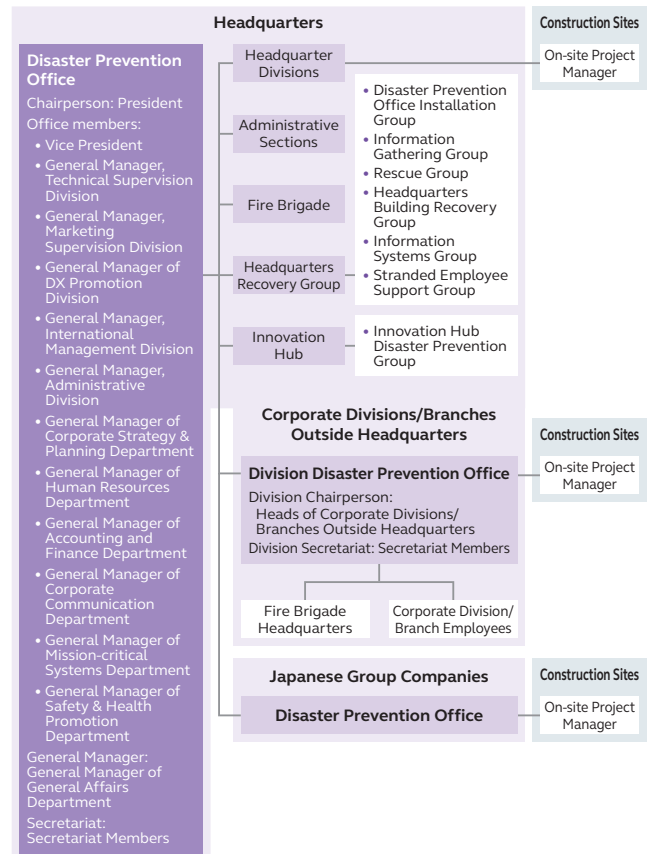 Headquarters
Disaster Prevention
Office
Chairperson: President
Office members:
• Vice President
• General Manager,
Technical Supervision
Division
• General Manager,
Marketing
Supervision Division
• General Manager of
DX Promotion
Division
• General Manager,
International
Management Division
• General Manager,
Administrative
Division
• General Manager of
Corporate Strategy &
Planning Department
• General Manager of
Human Resources
Department
• General Manager of
Accounting and
Finance Department
• General Manager of
Corporate
Communication
Department
• General Manager of
Mission-critical
Systems Department
• General Manager of
Safety & Health
Promotion
Department
General Manager:
General Manager of
General Affairs
Department
Secretariat:
Secretariat Members
Headquarter
Divisions
Administrative
Sections
Fire Brigade
Headquarters
Recovery Group
Innovation
Hub
• Disaster Prevention
Office Installation
Group
• Information
Gathering Group
• Rescue Group
• Headquarters
Building Recovery
Group
• Information
Systems Group
• Stranded Employee
Support Group
• Innovation Hub
Disaster Prevention
Group
Construction Sites
On-site Project
Manager
Corporate Divisions/Branches
Outside Headquarters
Division Disaster Prevention Office
Division Chairperson:
Heads of Corporate Divisions/
Branches Outside Headquarters
Division Secretariat: Secretariat Members
Fire Brigade
Headquarters
Corporate Division/
Branch Employees
Construction Sites
On-site Project
Manager
Japanese Group Companies
Disaster Prevention Office
Construction Sites
On-site Project
Manager